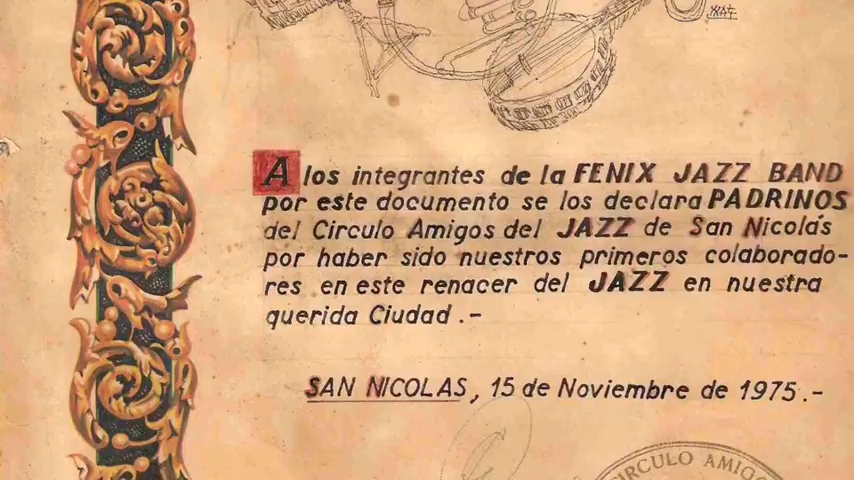 A los integrantes de la FENIX JAZZ BAND
por este documento se los declara PADRINOS
del Circulo Amigos del JAZZ de San Nicolás
por haber sido nuestros primeros colaborado-
res en este renacer del JAZZ en nuestra
querida Ciudad.-
SAN NICOLAS, 15 de Noviembre de 1975.-
CIRCULO AMIGO